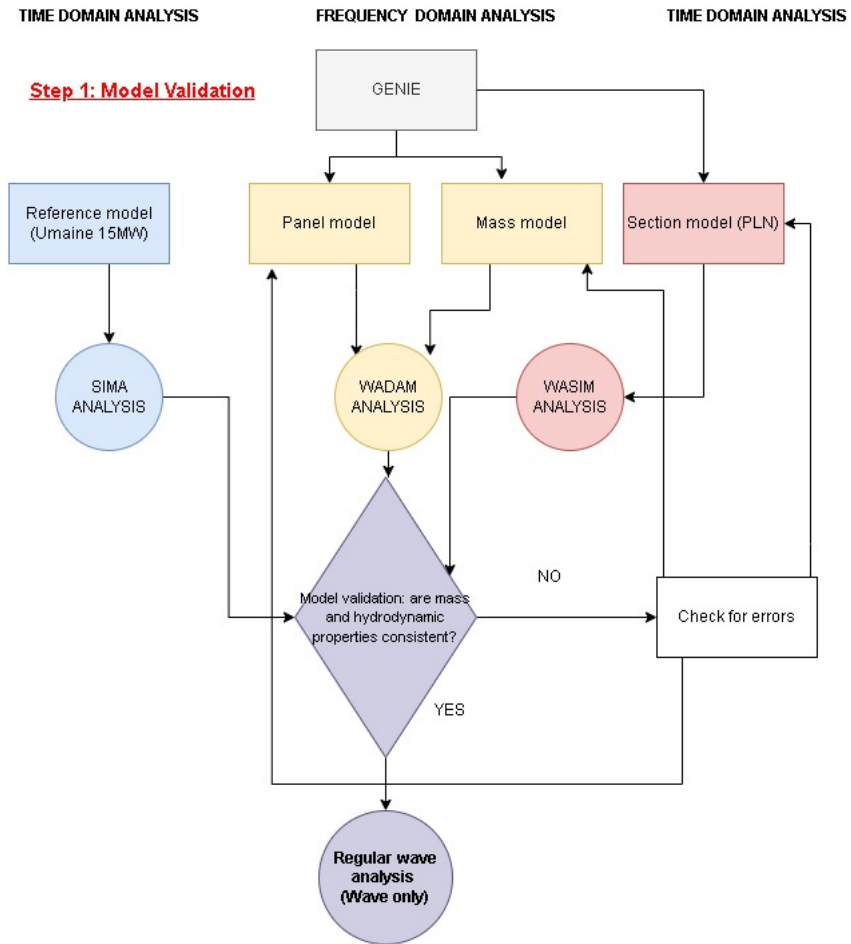 TIME DOMAIN ANALYSIS
FREQUENCY DOMAIN ANALYSIS
TIME DOMAIN ANALYSIS
Step 1: Model Validation
GENIE
Reference model
(Umaine 15MW)
Panel model
Mass model
Section model (PLN)
SIMA
ANALYSIS
WADAM
ANALYSIS
WASIM
ANALYSIS
Model validation: are mass
and hydrodynamic
properties consistent?
NO
Check for errors
YES
Regular wave
analysis
(Wave only)